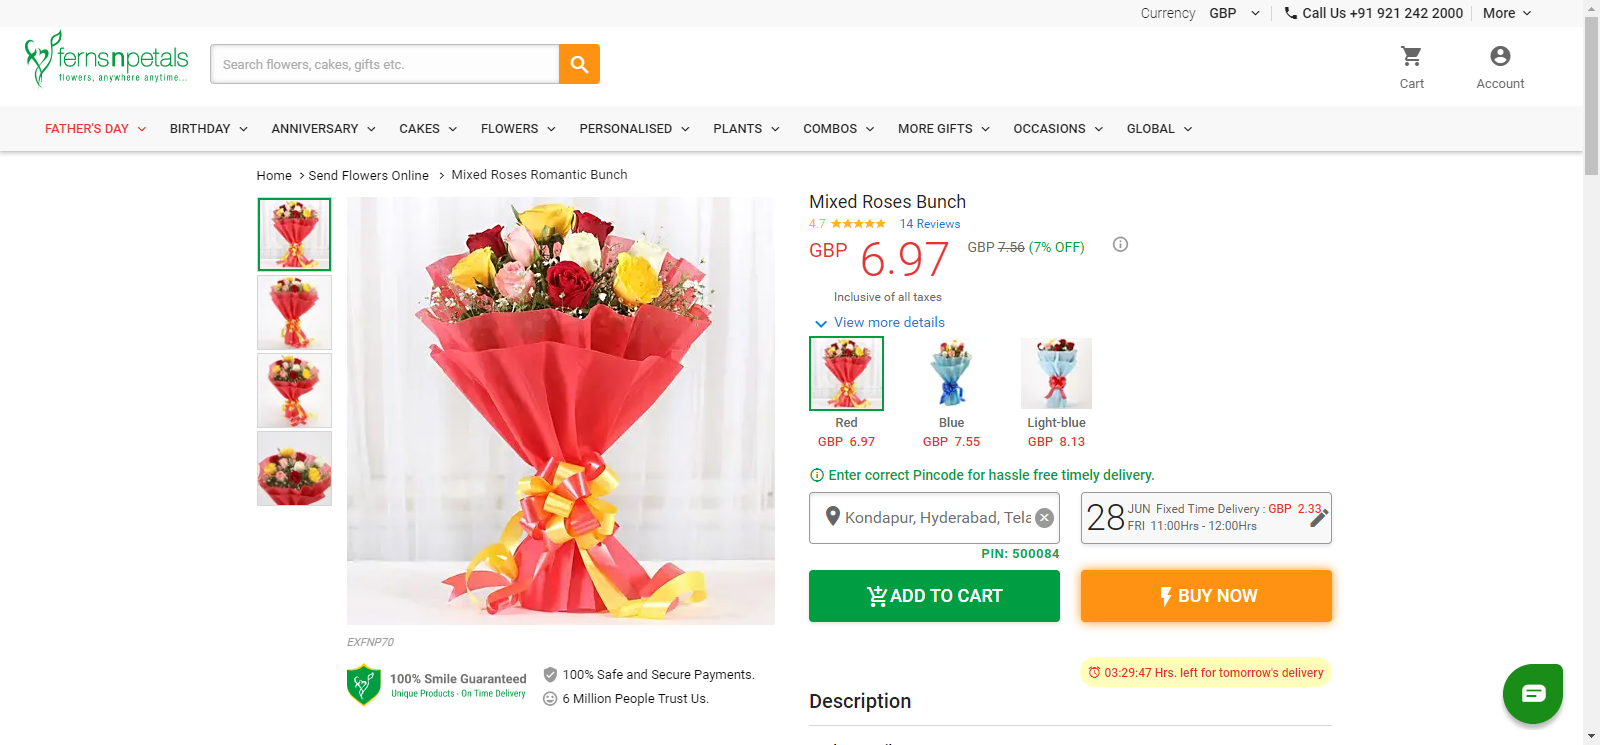 Currency GBP Call Us +91 921 242 2000 More
fernsnpetals
flowers, anywhere anytime...
Search flowers, cakes, gifts etc.
Cart Account
FATHER'S DAY BIRTHDAY ANNIVERSARY CAKES FLOWERS PERSONALISED PLANTS COMBOS MORE GIFTS OCCASIONS GLOBAL
Home > Send Flowers Online > Mixed Roses Romantic Bunch
Mixed Roses Bunch
4.7 ★★★★★ 14 Reviews
GBP 6.97 GBP 7.56 (7% OFF)
Inclusive of all taxes
View more details
Red Blue Light-blue
GBP 6.97 GBP 7.55 GBP 8.13
Enter correct Pincode for hassle free timely delivery.
Kondapur, Hyderabad, Tela
28 JUN Fixed Time Delivery : GBP 2.33
FRI 11:00Hrs - 12:00Hrs
PIN: 500084
ADD TO CART BUY NOW
EXFNP70
100% Smile Guaranteed
Unique Products - On Time Delivery
100% Safe and Secure Payments.
6 Million People Trust Us.
03:29:47 Hrs. left for tomorrow's delivery
Description